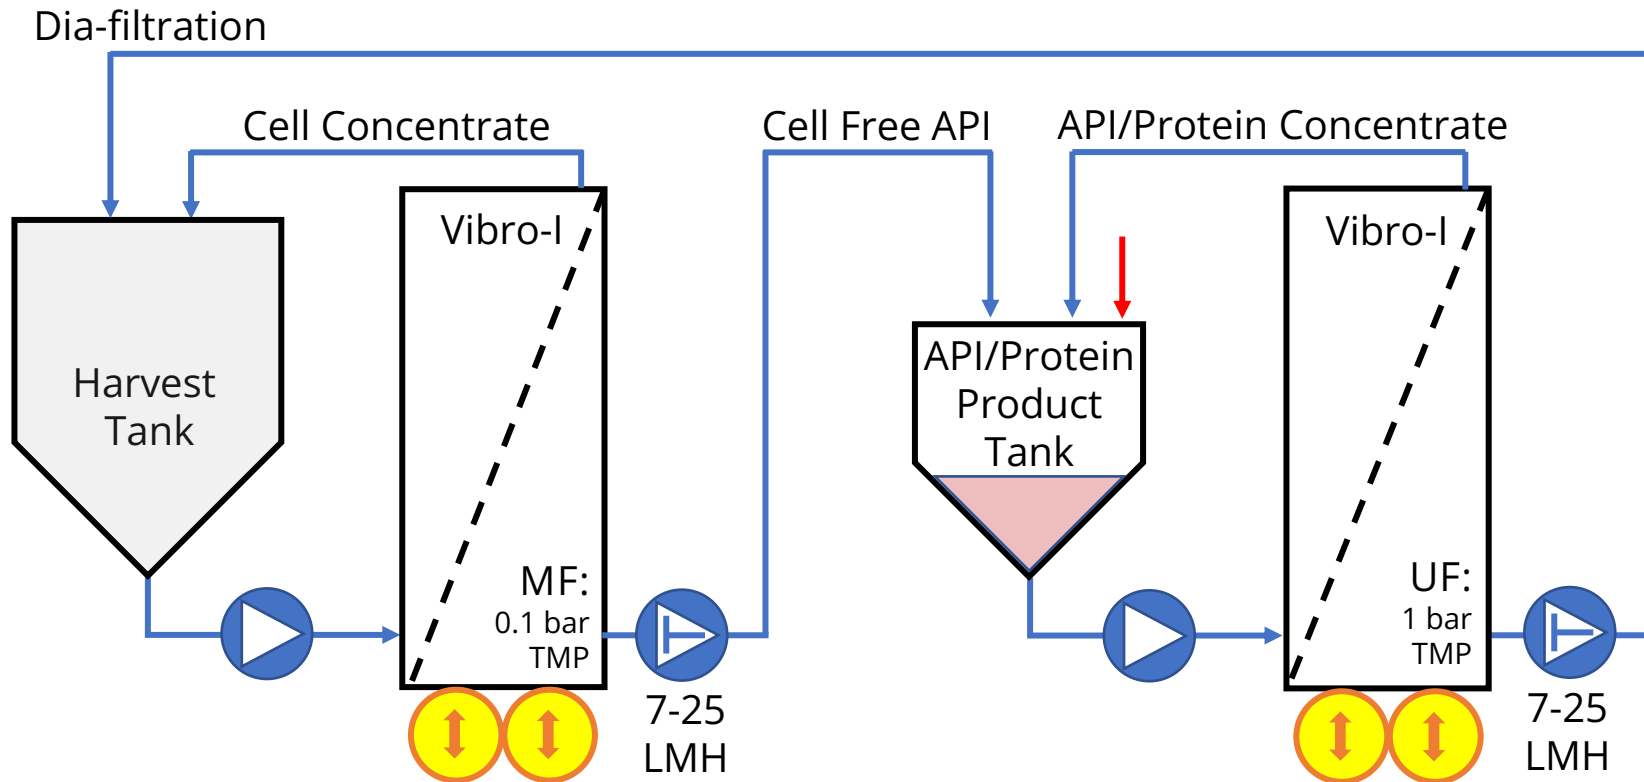 Dia-filtration
Cell Concentrate
Cell Free API
API/Protein Concentrate
Vibro-I
Vibro-I
Harvest
Tank
API/Protein
Product
Tank
MF:
0.1 bar
TMP
UF:
1 bar
TMP
7-25
LMH
7-25
LMH